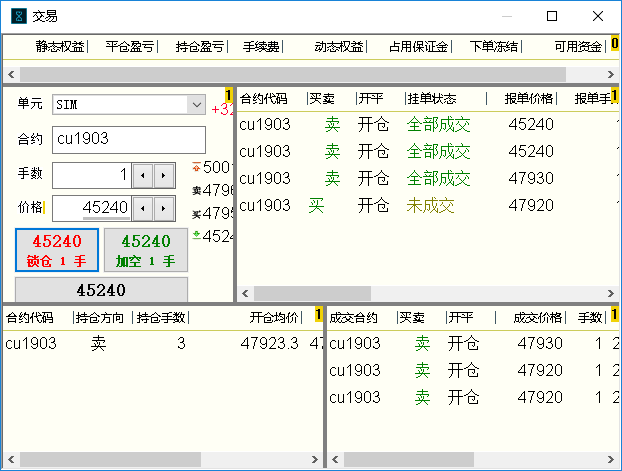 交易
静态权益 平仓盈亏 持仓盈亏 手续费 动态权益 占用保证金 下单冻结 可用资金 0
单元 SIM 1
合约 cu1903
手数 1
价格 45240
45240 45240
锁仓 1 手 加空 1 手
45240
合约代码 买卖 开平 挂单状态 报单价格 报单手 1
cu1903 卖 开仓 全部成交 45240
cu1903 卖 开仓 全部成交 45240
cu1903 卖 开仓 全部成交 47930
cu1903 买 开仓 未成交 47920
合约代码 持仓方向 持仓手数 开仓均价 1
cu1903 卖 3 47923.3 47
成交合约 买卖 开平 成交价格 手数 1
cu1903 卖 开仓 47930 1 2
cu1903 卖 开仓 47920 1 2
cu1903 卖 开仓 47920 1 2